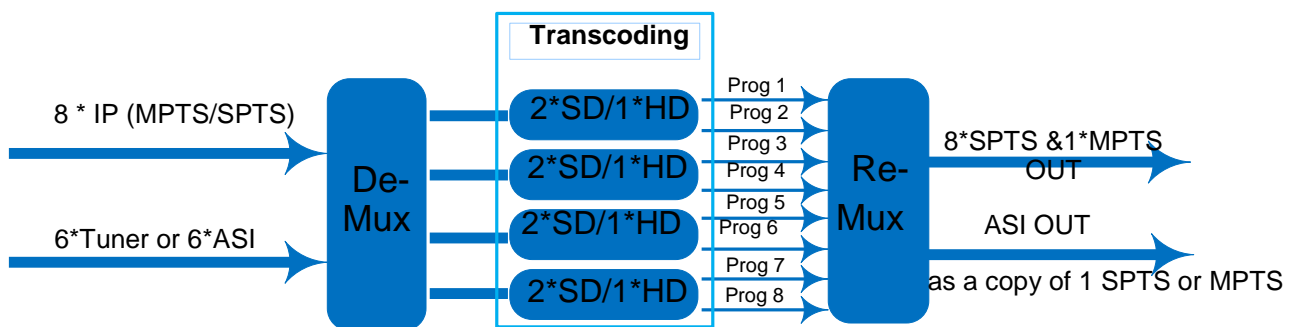 Transcoding
8 * IP (MPTS/SPTS)
6*Tuner or 6*ASI
De-
Mux
2*SD/1*HD
2*SD/1*HD
2*SD/1*HD
2*SD/1*HD
Prog 1
Prog 2
Prog 3
Prog 4
Prog 5
Prog 6
Prog 7
Prog 8
Re-
Mux
8*SPTS &1*MPTS
OUT
ASI OUT
as a copy of 1 SPTS or MPTS